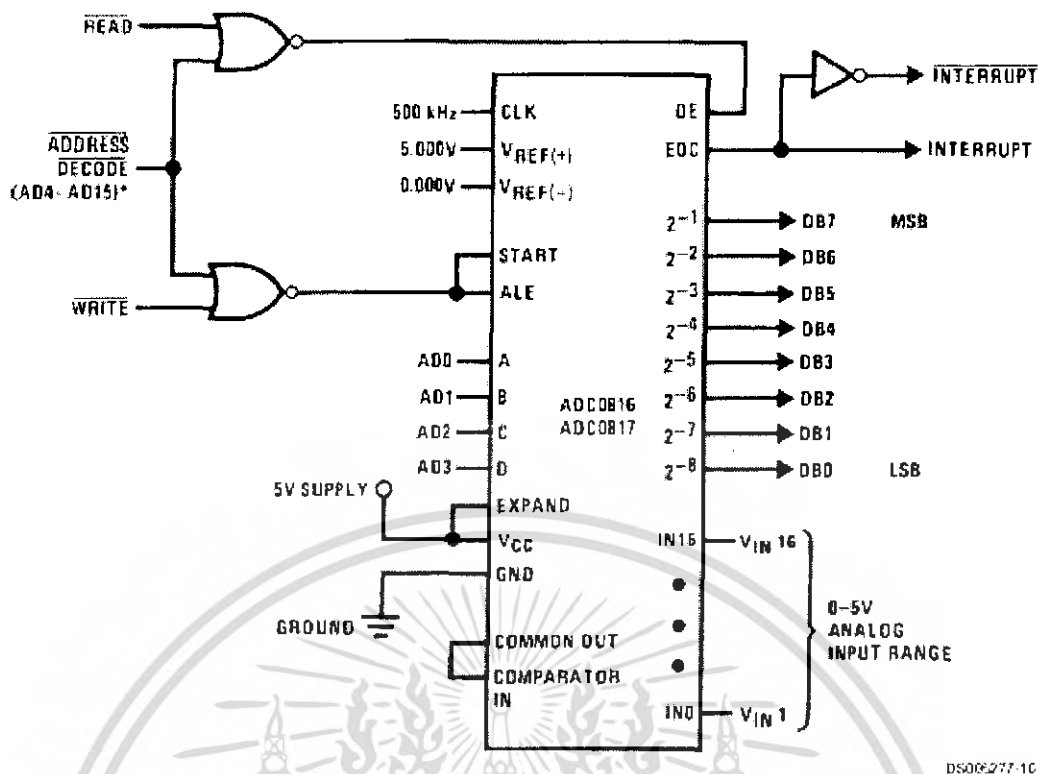 READ
ADDRESS
DECODE
(AD4-AD15)*
WRITE
500 kHz
CLK
5.000V
VREF(+)
0.000V
VREF(-)
START
ALE
AD0
A
AD1
B
AD2
C
AD3
D
5V SUPPLY
EXPAND
VCC
GND
GROUND
COMMON OUT
COMPARATOR
IN
ADC0816
ADC0817
OE
EOC
INTERRUPT
INTERRUPT
2⁻¹
DB7
MSB
2⁻²
DB6
2⁻³
DB5
2⁻⁴
DB4
2⁻⁵
DB3
2⁻⁶
DB2
2⁻⁷
DB1
2⁻⁸
DB0
LSB
IN15
VIN 16
0-5V
ANALOG
INPUT RANGE
IN0
VIN 1
DS006277-10